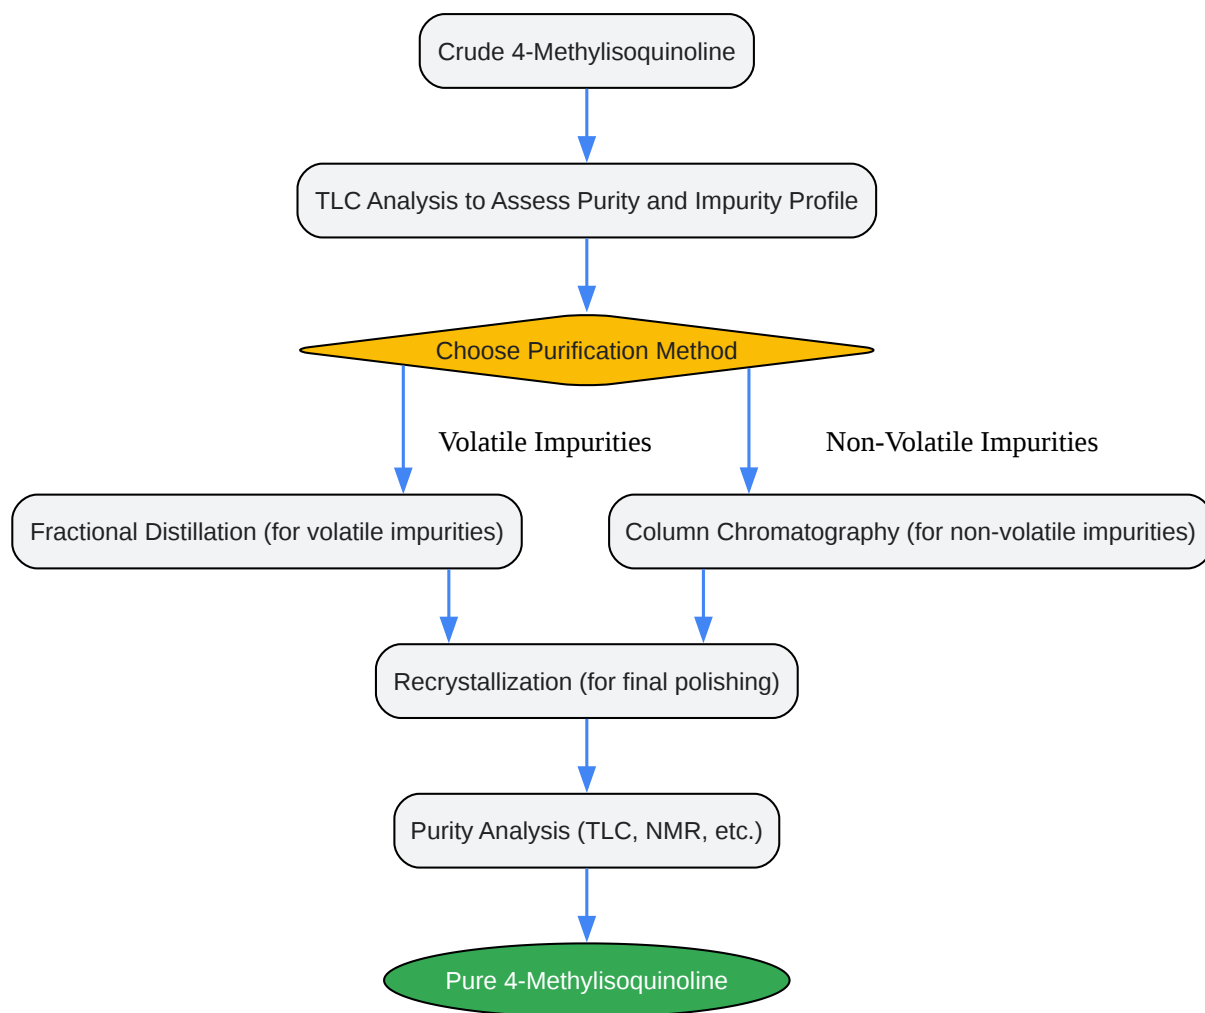 Crude 4-Methylisoquinoline
TLC Analysis to Assess Purity and Impurity Profile
Choose Purification Method
Volatile Impurities
Non-Volatile Impurities
Fractional Distillation (for volatile impurities)
Column Chromatography (for non-volatile impurities)
Recrystallization (for final polishing)
Purity Analysis (TLC, NMR, etc.)
Pure 4-Methylisoquinoline